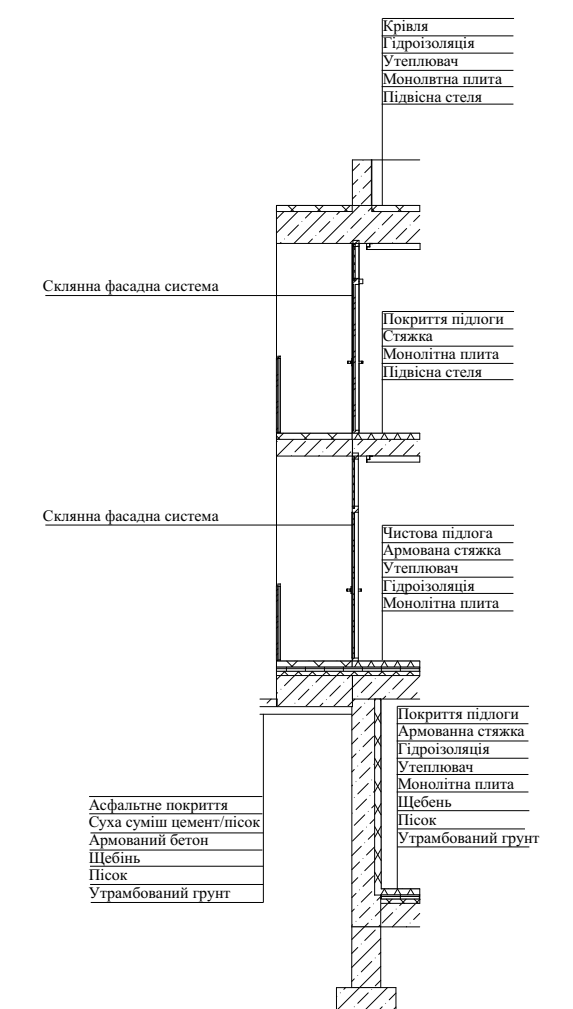 Крівля
Гідроізоляція
Утеплювач
Монолвтна плита
Підвісна стеля
Склянна фасадна система
Покриття підлоги
Стяжка
Монолітна плита
Підвісна стеля
Склянна фасадна система
Чистова підлога
Армована стяжка
Утеплювач
Гідроізоляція
Монолітна плита
Покриття підлоги
Армованна стяжка
Гідроізоляція
Утеплювач
Монолітна плита
Щебень
Пісок
Утрамбований грунт
Асфальтне покриття
Суха суміш цемент/пісок
Армований бетон
Щебінь
Пісок
Утрамбований грунт